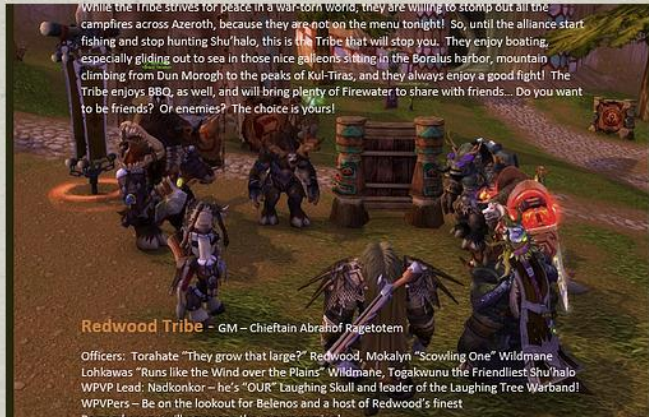 While the Tribe strives for peace in a war-torn world, they are willing to stomp out all the
campfires across Azeroth, because they are not on the menu tonight!  So, until the alliance start
fishing and stop hunting Shu'halo, this is the Tribe that will stop you.  They enjoy boating,
especially gliding out to sea in those nice galleons sitting in the Boralus harbor, mountain
climbing from Dun Morogh to the peaks of Kul-Tiras, and they always enjoy a good fight!  The
Tribe enjoys BBQ, as well, and will bring plenty of Firewater to share with friends... Do you want
to be friends?  Or enemies?  The choice is yours!
Redwood Tribe - GM – Chieftain Abrahof Ragetotem
Officers:  Torahate "They grow that large?" Redwood, Mokalyn "Scowling One" Wildmane
Lohkawas "Runs like the Wind over the Plains" Wildmane, Togakwunu the Friendliest Shu'halo
WPVP Lead: Nadkonkor – he's "OUR" Laughing Skull and leader of the Laughing Tree Warband!
WPVPers – Be on the lookout for Belenos and a host of Redwood's finest